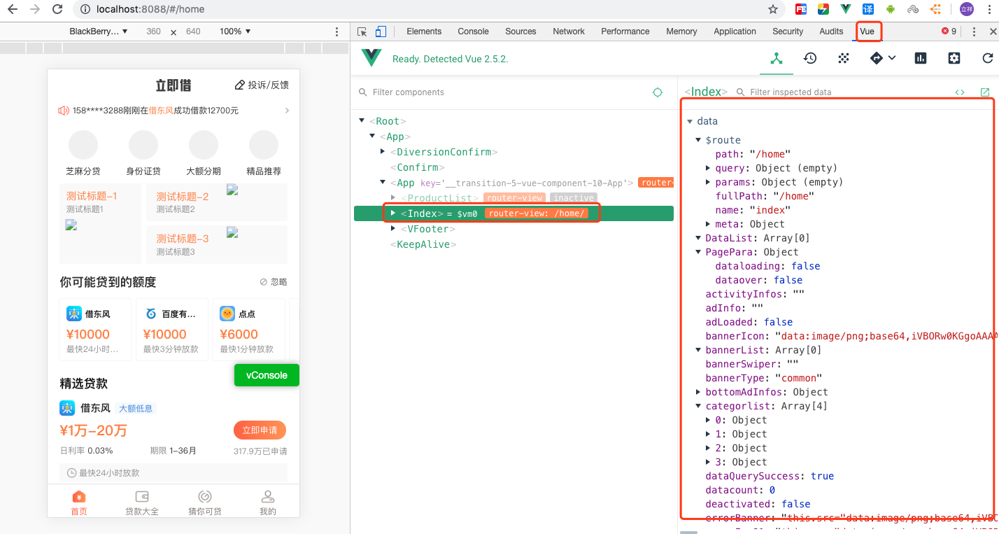 localhost:8088/#/home
FE
译
立祥
BlackBerry... ▼ 360 × 640 100% ▼
Elements Console Sources Network Performance Memory Application Security Audits Vue 9
Ready. Detected Vue 2.5.2.
立即借
投诉/反馈
158****3288刚刚在借东风成功借款12700元
芝麻分贷 身份证贷 大额分期 精品推荐
测试标题-1
测试标题1
测试标题-2
测试标题2
测试标题-3
测试标题3
你可能贷到的额度
忽略
借东风
¥10000
最快24小时...
百度有...
¥10000
最快3分钟放款
点点
¥6000
最快1分钟放款
vConsole
精选贷款
借东风 大额低息
¥1万-20万
立即申请
日利率 0.03% 期限 1-36月 317.9万已申请
最快24小时放款
首页 贷款大全 猜你可贷 我的
Filter components
<Root>
<App>
<DiversionConfirm>
<Confirm>
<App key='__transition-5-vue-component-10-App'> router-
<ProductList> router-view inactive
<Index> = $vm0 router-view: /home/
<VFooter>
<KeepAlive>
<Index> Filter inspected data
data
$route
path: "/home"
query: Object (empty)
params: Object (empty)
fullPath: "/home"
name: "index"
meta: Object
DataList: Array[0]
PagePara: Object
dataloading: false
dataover: false
activityInfos: ""
adInfo: ""
adLoaded: false
bannerIcon: "data:image/png;base64,iVBORw0KGgoAAAA
bannerList: Array[0]
bannerSwiper: ""
bannerType: "common"
bottomAdInfos: Object
categorlist: Array[4]
0: Object
1: Object
2: Object
3: Object
dataQuerySuccess: true
datacount: 0
deactivated: false
errorBanner: "this.src="data:image/png;base64,iVBO